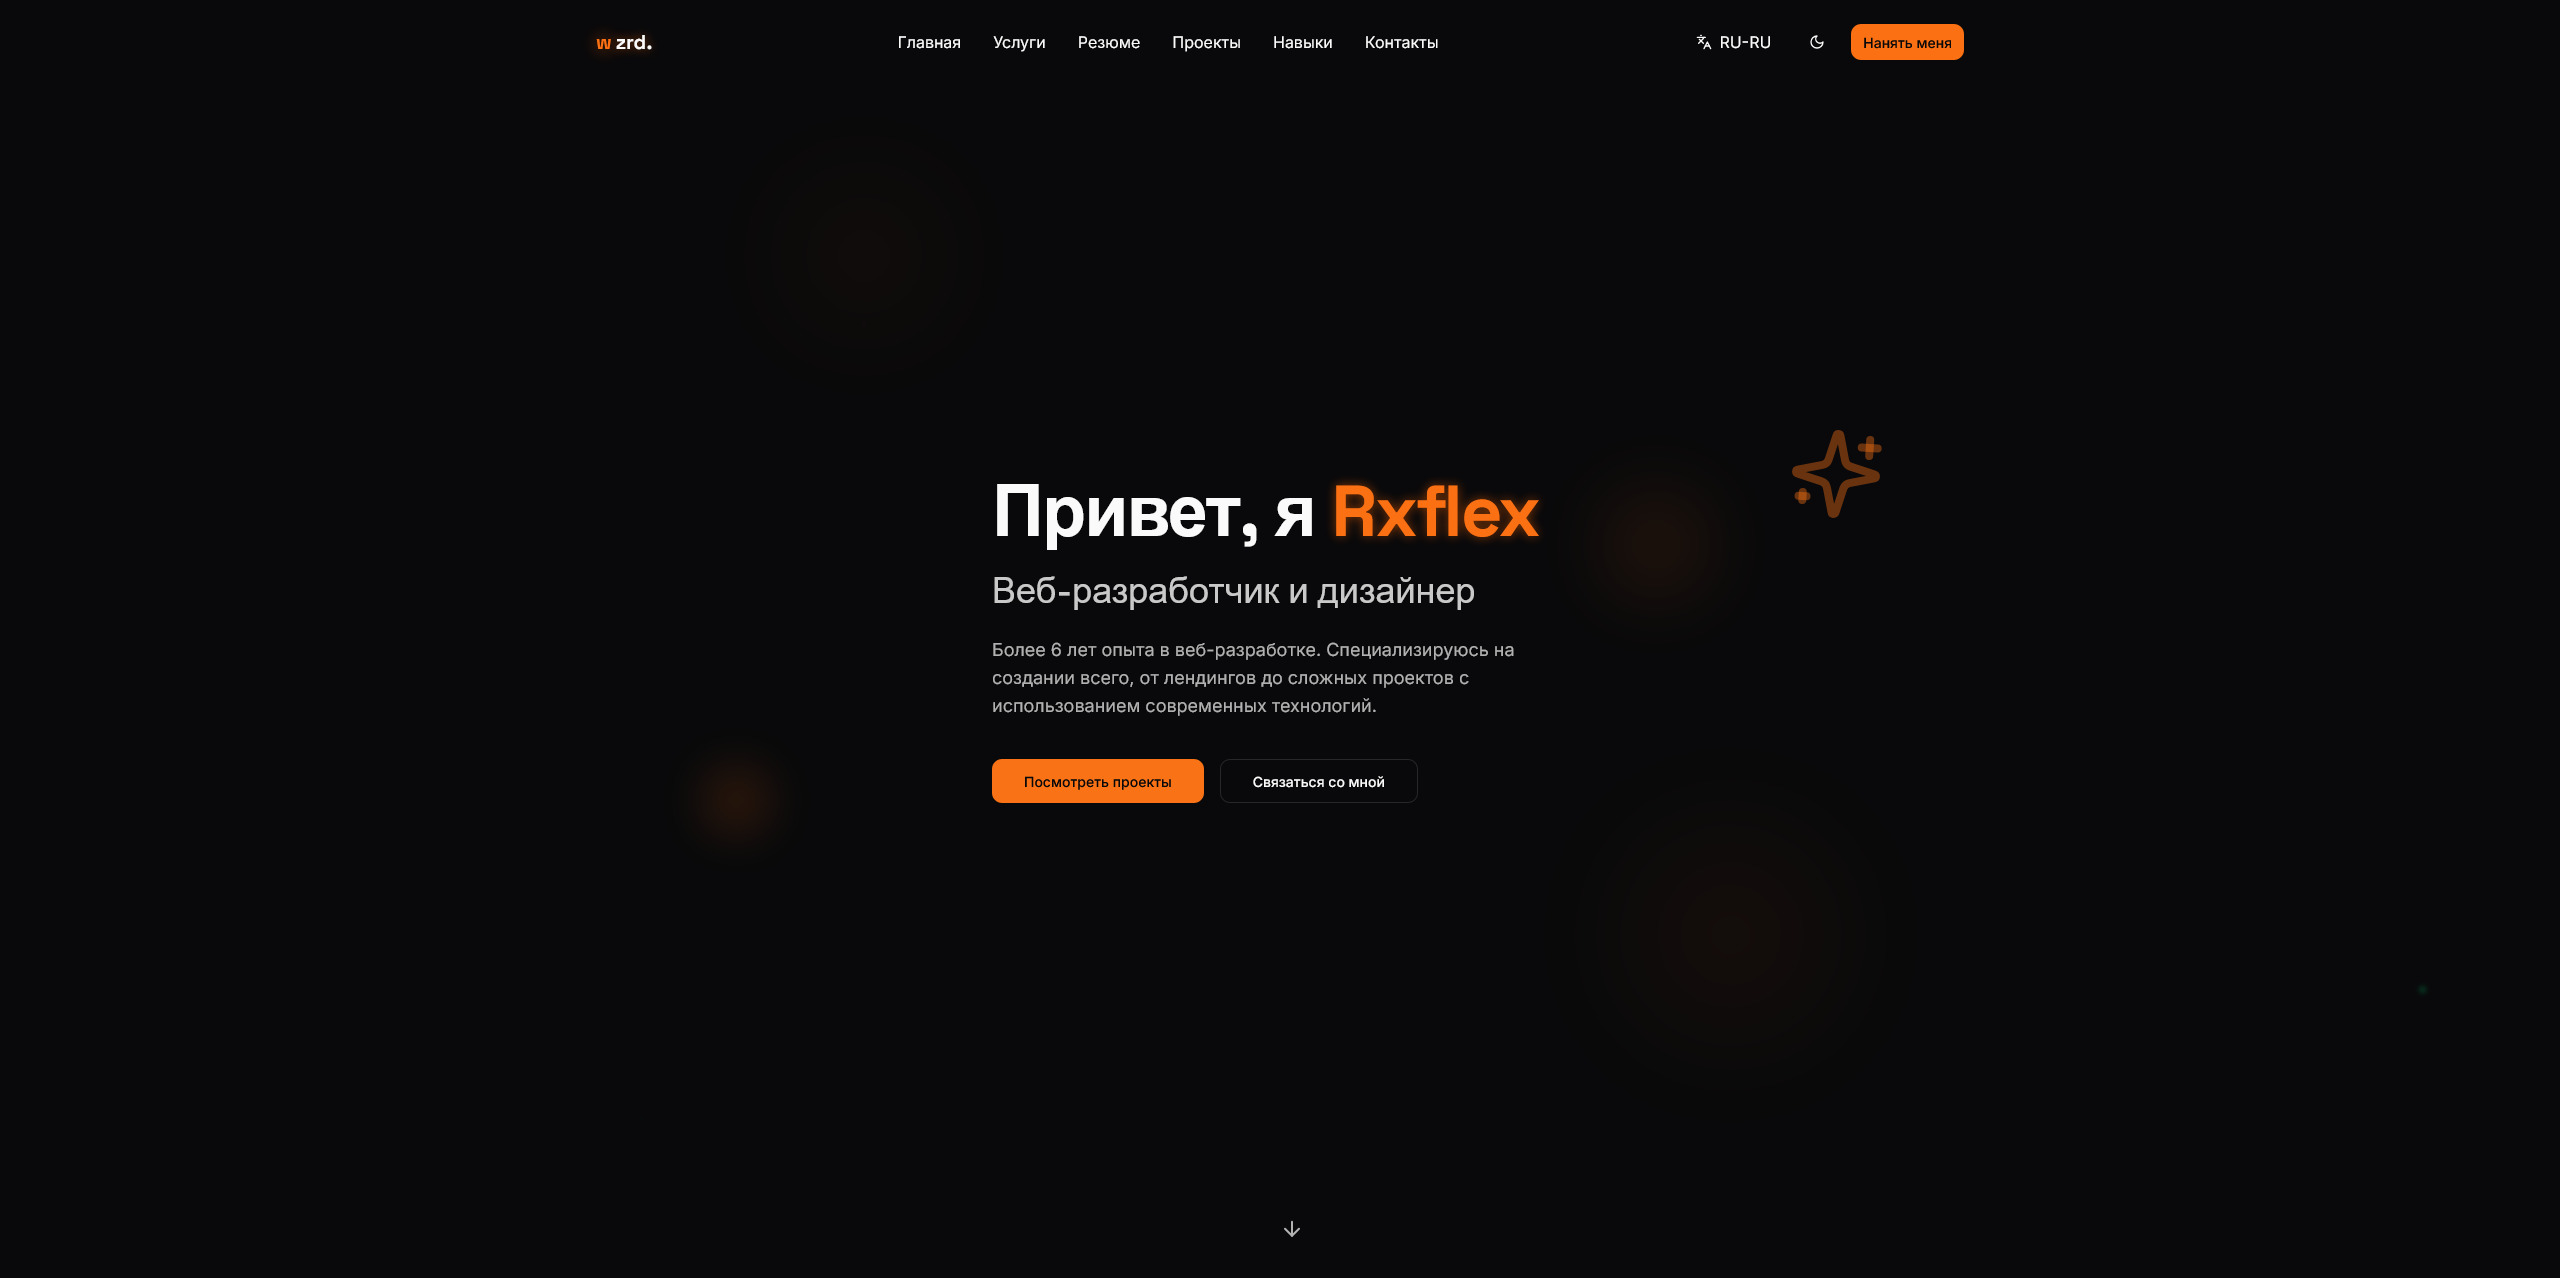 w zrd.
Главная
Услуги
Резюме
Проекты
Навыки
Контакты
RU-RU
Нанять меня
Привет, я Rxflex
Веб-разработчик и дизайнер
Более 6 лет опыта в веб-разработке. Специализируюсь на
создании всего, от лендингов до сложных проектов с
использованием современных технологий.
Посмотреть проекты
Связаться со мной